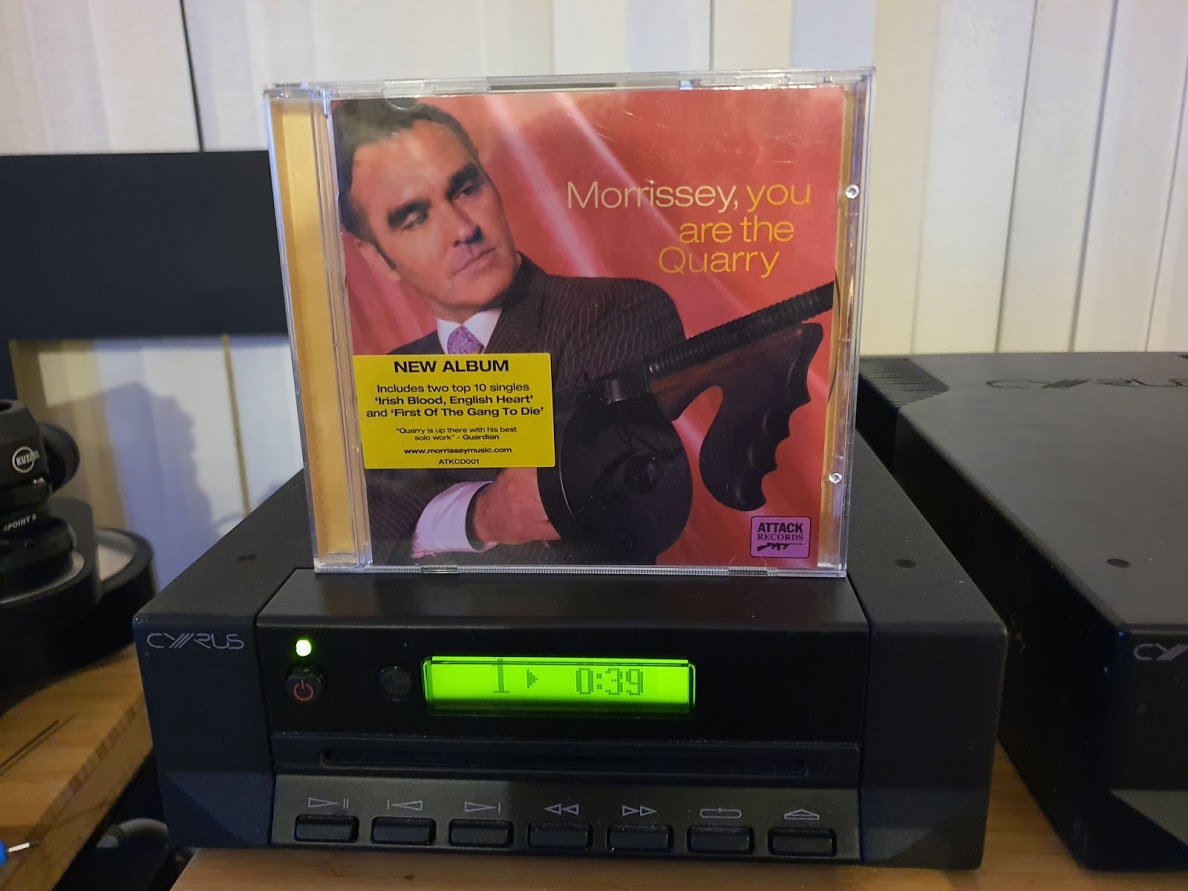 Morrissey, you
are the
Quarry
NEW ALBUM
Includes two top 10 singles
‘Irish Blood, English Heart’
and ‘First Of The Gang To Die’
“Quarry is up there with his best
solo work” - Guardian
www.morrisseymusic.com
ATKCD001
ATTACK
RECORDS
CYRUS
1 0:39